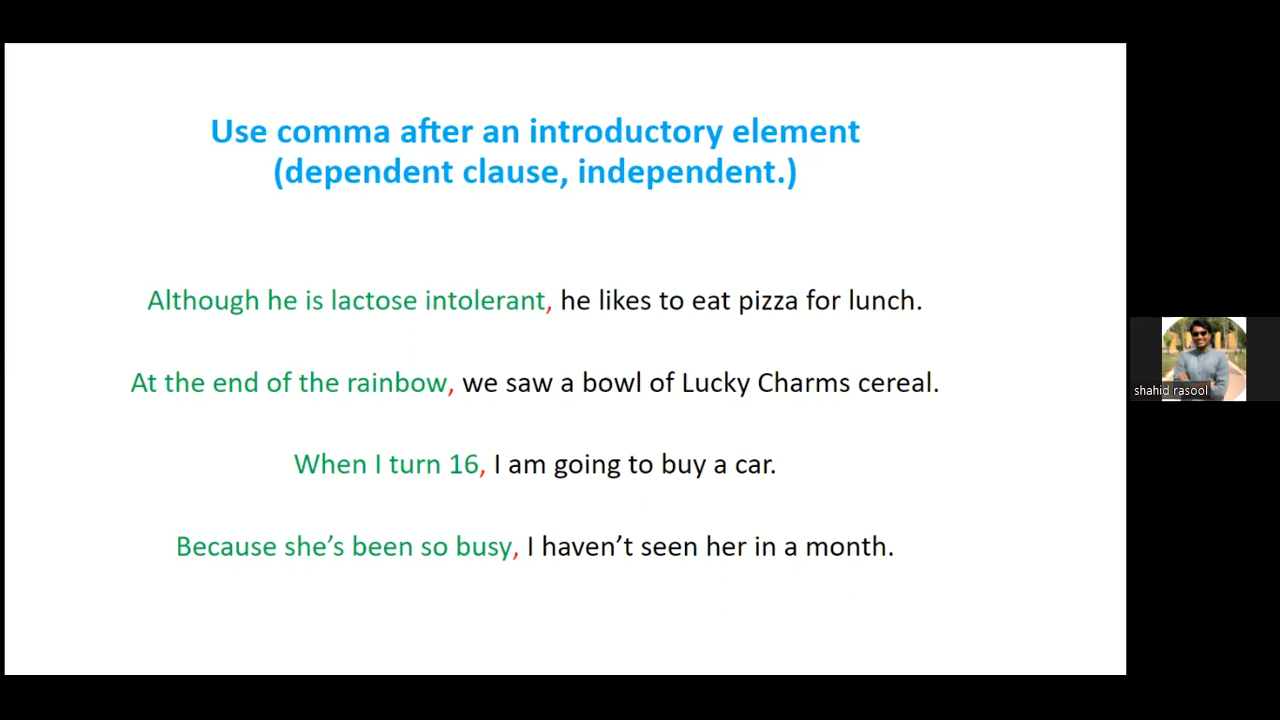 Use comma after an introductory element
(dependent clause, independent.)
Although he is lactose intolerant, he likes to eat pizza for lunch.
At the end of the rainbow, we saw a bowl of Lucky Charms cereal.
When I turn 16, I am going to buy a car.
Because she’s been so busy, I haven’t seen her in a month.
shahid rasool